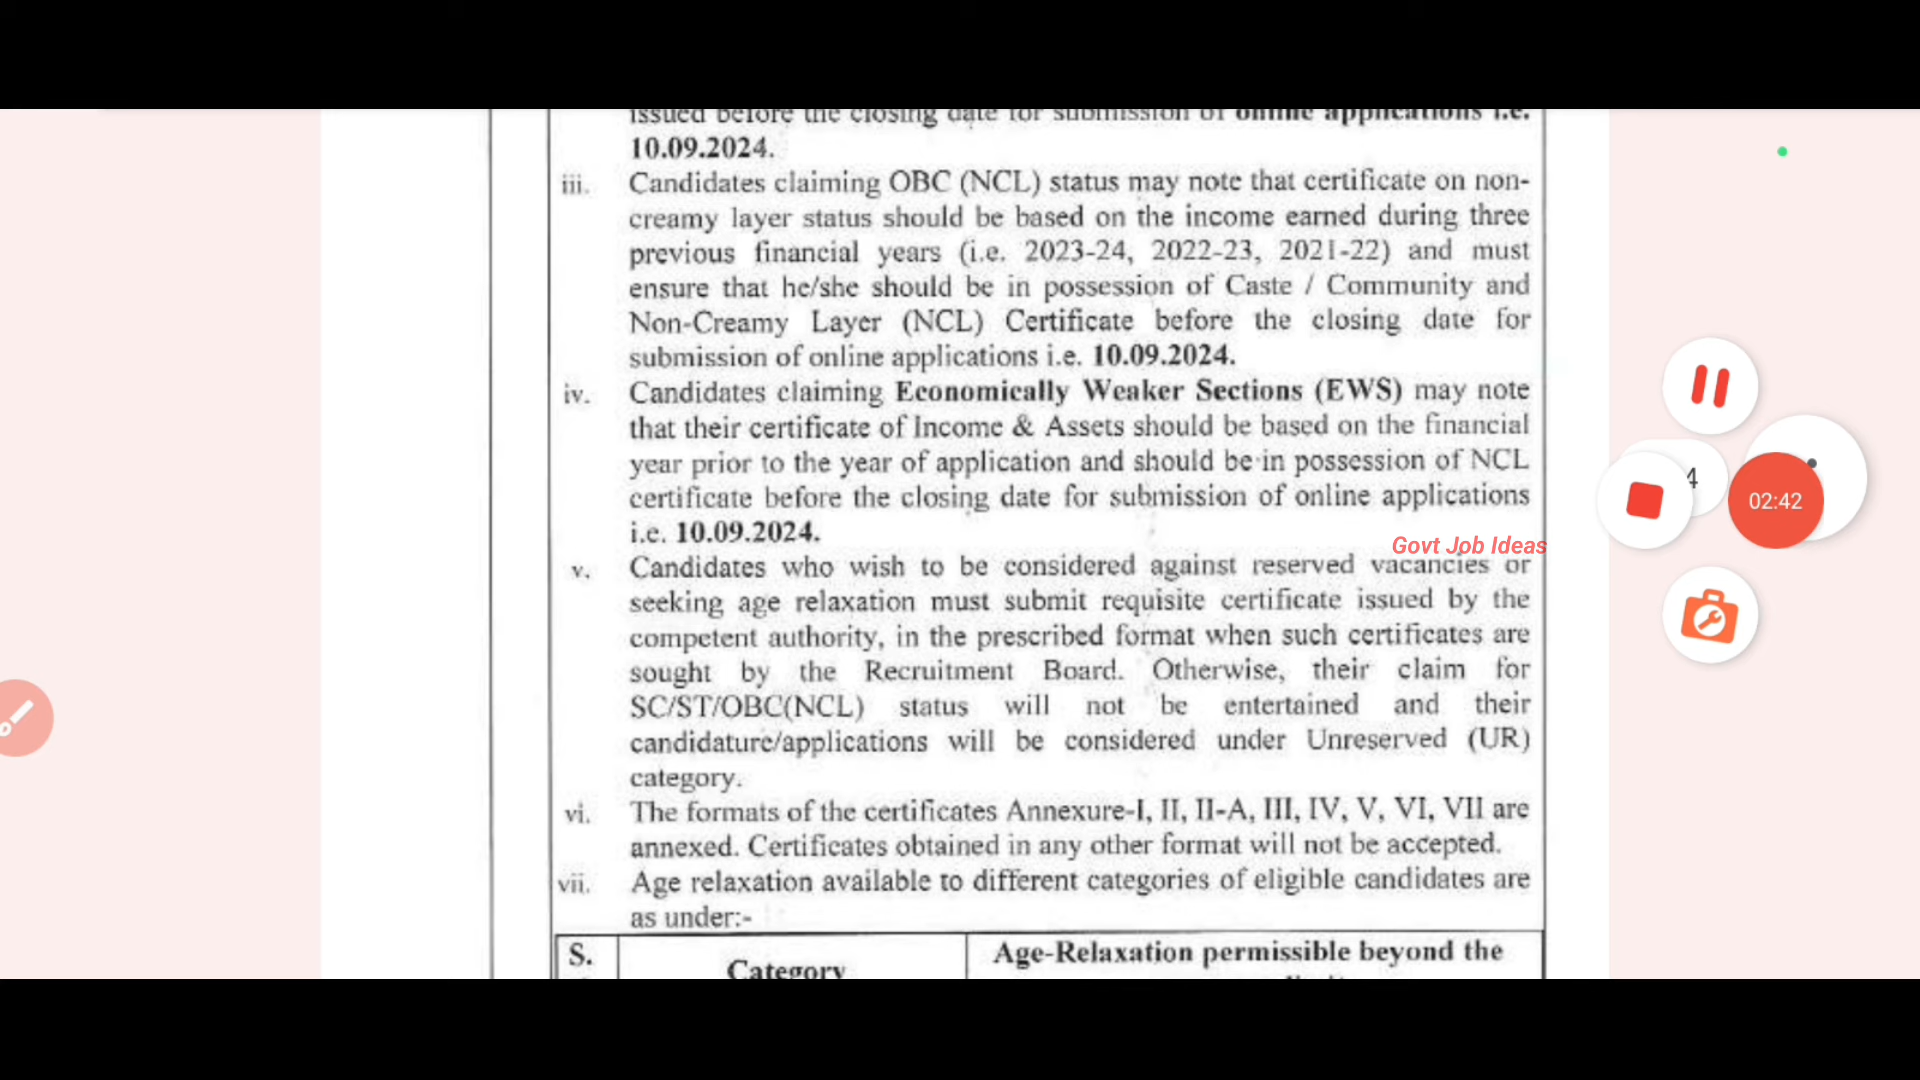 issued before the closing date for submission of online applications i.e.
10.09.2024.
iii. Candidates claiming OBC (NCL) status may note that certificate on non-
creamy layer status should be based on the income earned during three
previous financial years (i.e. 2023-24, 2022-23, 2021-22) and must
ensure that he/she should be in possession of Caste / Community and
Non-Creamy Layer (NCL) Certificate before the closing date for
submission of online applications i.e. 10.09.2024.
iv. Candidates claiming Economically Weaker Sections (EWS) may note
that their certificate of Income & Assets should be based on the financial
year prior to the year of application and should be in possession of NCL
certificate before the closing date for submission of online applications
i.e. 10.09.2024.
Govt Job Ideas
v. Candidates who wish to be considered against reserved vacancies or
seeking age relaxation must submit requisite certificate issued by the
competent authority, in the prescribed format when such certificates are
sought by the Recruitment Board. Otherwise, their claim for
SC/ST/OBC(NCL) status will not be entertained and their
candidature/applications will be considered under Unreserved (UR)
category.
vi. The formats of the certificates Annexure-I, II, II-A, III, IV, V, VI, VII are
annexed. Certificates obtained in any other format will not be accepted.
vii. Age relaxation available to different categories of eligible candidates are
as under:-
S.
Category
Age-Relaxation permissible beyond the
4
02:42